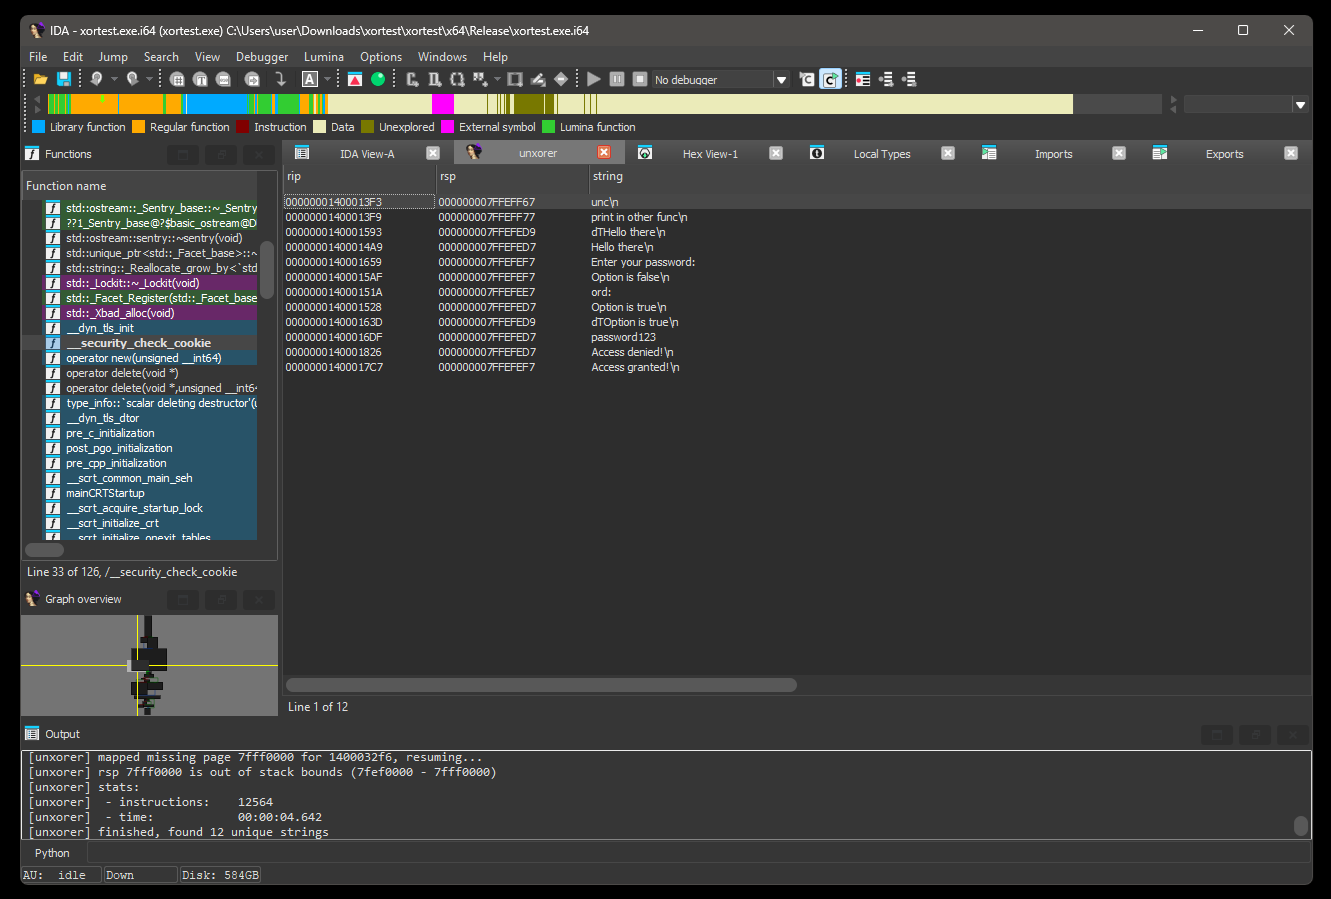 IDA - xortest.exe.i64 (xortest.exe) C:\Users\user\Downloads\xortest\xortest\x64\Release\xortest.exe.i64
File Edit Jump Search View Debugger Lumina Options Windows Help
A No debugger
Library function Regular function Instruction Data Unexplored External symbol Lumina function
Functions
IDA View-A unxorer Hex View-1 Local Types Imports Exports
Function name
std::ostream::_Sentry_base::~_Sentry
??1_Sentry_base@?$basic_ostream@D
std::ostream::sentry::~sentry(void)
std::unique_ptr<std::_Facet_base>::~
std::string::_Reallocate_grow_by<`std
std::_Lockit::~_Lockit(void)
std::_Facet_Register(std::_Facet_base
std::_Xbad_alloc(void)
__dyn_tls_init
__security_check_cookie
operator new(unsigned __int64)
operator delete(void *)
operator delete(void *,unsigned __int64
type_info::`scalar deleting destructor'(u
__dyn_tls_dtor
pre_c_initialization
post_pgo_initialization
pre_cpp_initialization
__scrt_common_main_seh
mainCRTStartup
__scrt_acquire_startup_lock
__scrt_initialize_crt
__scrt_initialize_onexit_tables
Line 33 of 126, /__security_check_cookie
rip rsp string
00000001400013F3 000000007FFEFF67 unc\n
00000001400013F9 000000007FFEFF77 print in other func\n
0000000140001593 000000007FFEFED9 dTHello there\n
00000001400014A9 000000007FFEFED7 Hello there\n
0000000140001659 000000007FFEFEF7 Enter your password:
00000001400015AF 000000007FFEFEF7 Option is false\n
000000014000151A 000000007FFEFEE7 ord:
0000000140001528 000000007FFEFED7 Option is true\n
000000014000163D 000000007FFEFED9 dTOption is true\n
00000001400016DF 000000007FFEFED7 password123
0000000140001826 000000007FFEFED7 Access denied!\n
00000001400017C7 000000007FFEFEF7 Access granted!\n
Line 1 of 12
Graph overview
Output
[unxorer] mapped missing page 7fff0000 for 1400032f6, resuming...
[unxorer] rsp 7fff0000 is out of stack bounds (7fef0000 - 7fff0000)
[unxorer] stats:
[unxorer] - instructions: 12564
[unxorer] - time: 00:00:04.642
[unxorer] finished, found 12 unique strings
Python
AU: idle Down Disk: 584GB